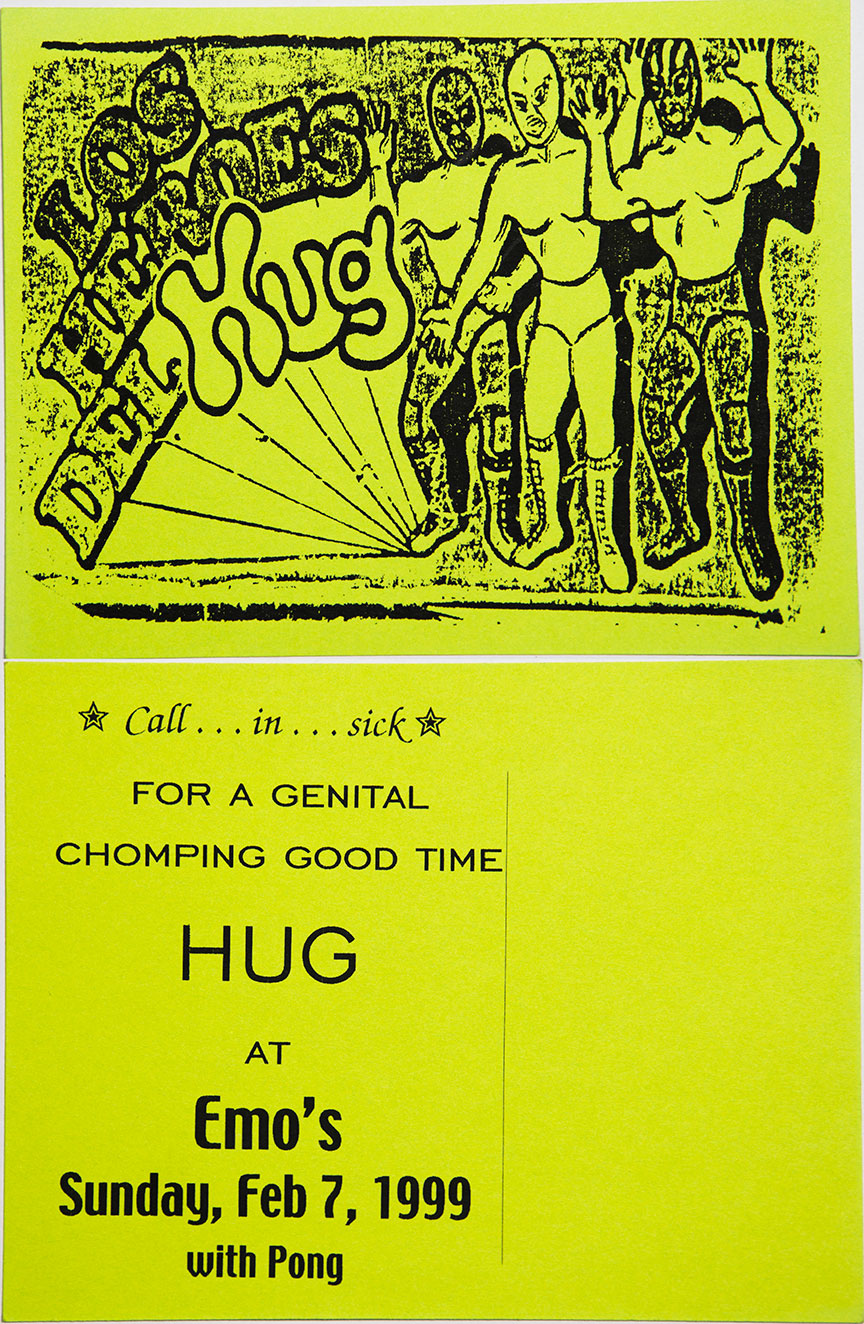 LOS
HEROES
DEL
Hug
Call...in...sick
FOR A GENITAL
CHOMPING GOOD TIME
HUG
AT
Emo's
Sunday, Feb 7, 1999
with Pong